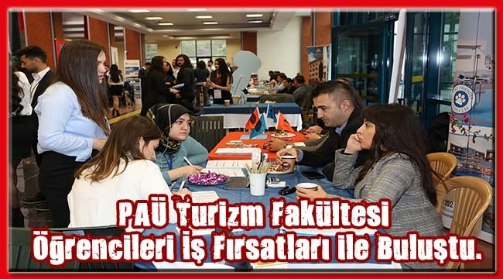 PAÜ Turizm Fakültesi
Öğrencileri İş Fırsatları ile Buluştu.